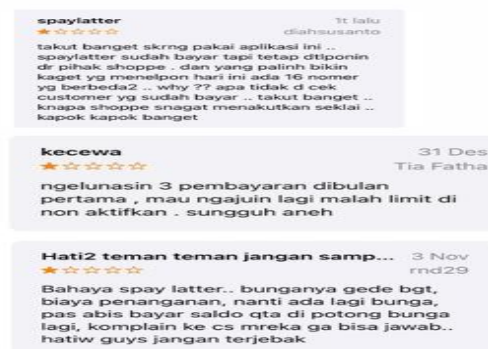 spaylatter 1t lalu
diahsusanto
takut banget skrng pakai aplikasi ini ..
spaylatter sudah bayar tapi tetap dtlponin
dr pihak shoppe . dan yang palinh bikin
kaget yg menelpon hari ini ada 16 nomer
yg berbeda2 .. why ?? apa tidak d cek
customer yg sudah bayar .. takut banget ..
knapa shoppe snagat menakutkan seklai ..
kapok kapok banget
kecewa 31 Des
Tia Fatha
ngelunasin 3 pembayaran dibulan
pertama , mau ngajuin lagi malah limit di
non aktifkan . sungguh aneh
Hati2 teman teman jangan samp... 3 Nov
rnd29
Bahaya spay latter.. bunganya gede bgt,
biaya penanganan, nanti ada lagi bunga,
pas abis bayar saldo qta di potong bunga
lagi, komplain ke cs mreka ga bisa jawab..
hatiw guys jangan terjebak